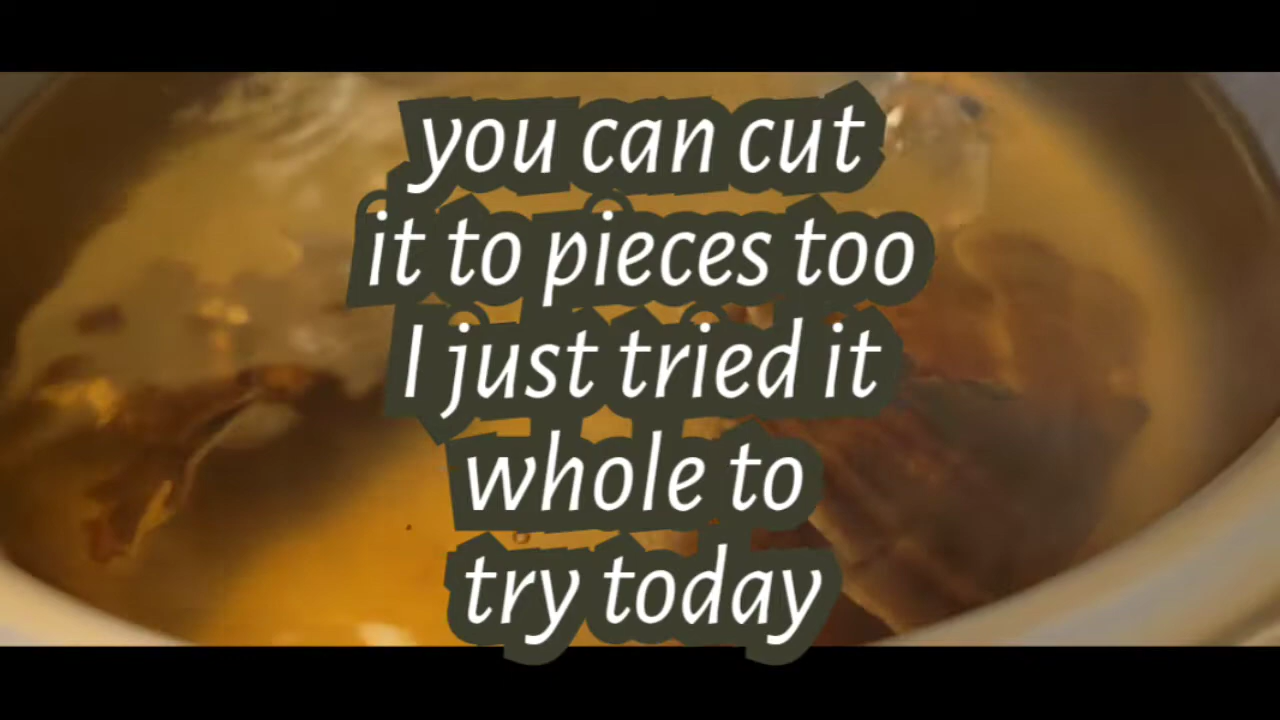 you can cut
it to pieces too
I just tried it
whole to
try today